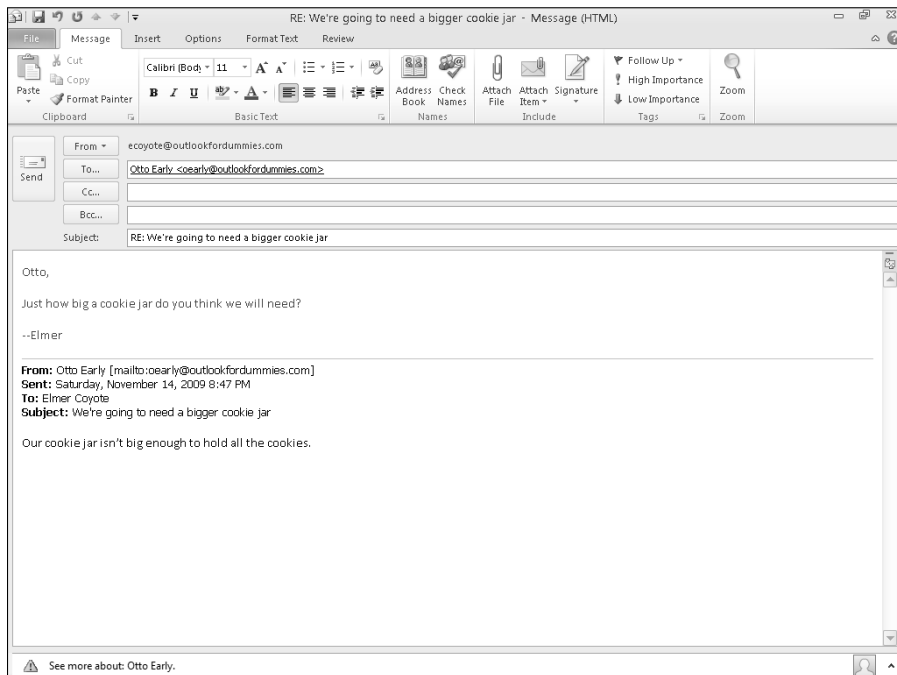 RE: We're going to need a bigger cookie jar - Message (HTML)
File Message Insert Options Format Text Review
Paste
Cut
Copy
Format Painter
Clipboard
Calibri (Body 11 A A
B I U ab A
Basic Text
Address Book
Check Names
Names
Attach File
Attach Item
Signature
Include
Follow Up
High Importance
Low Importance
Tags
Zoom
Zoom
Send
From ecoyote@outlookfordummies.com
To... Otto Early <oearly@outlookfordummies.com>
Cc...
Bcc...
Subject: RE: We're going to need a bigger cookie jar
Otto,
Just how big a cookie jar do you think we will need?
--Elmer
From: Otto Early [mailto:oearly@outlookfordummies.com]
Sent: Saturday, November 14, 2009 8:47 PM
To: Elmer Coyote
Subject: We're going to need a bigger cookie jar
Our cookie jar isn't big enough to hold all the cookies.
See more about: Otto Early.